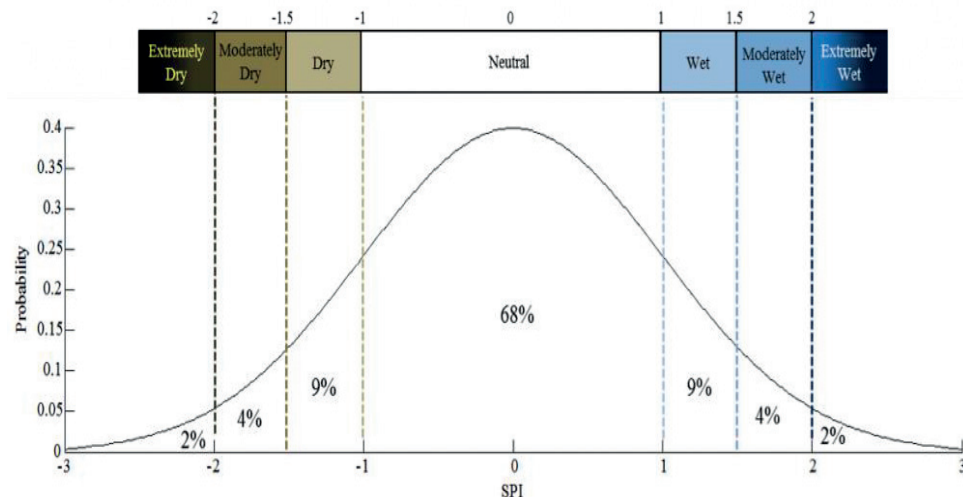 -2 -1.5 -1 0 1 1.5 2
Extremely Dry
Moderately Dry
Dry
Neutral
Wet
Moderately Wet
Extremely Wet
0.4
0.35
0.3
0.25
0.2
0.15
0.1
0.05
0
Probability
2%
4%
9%
68%
9%
4%
2%
-3 -2 -1 0 1 2 3
SPI